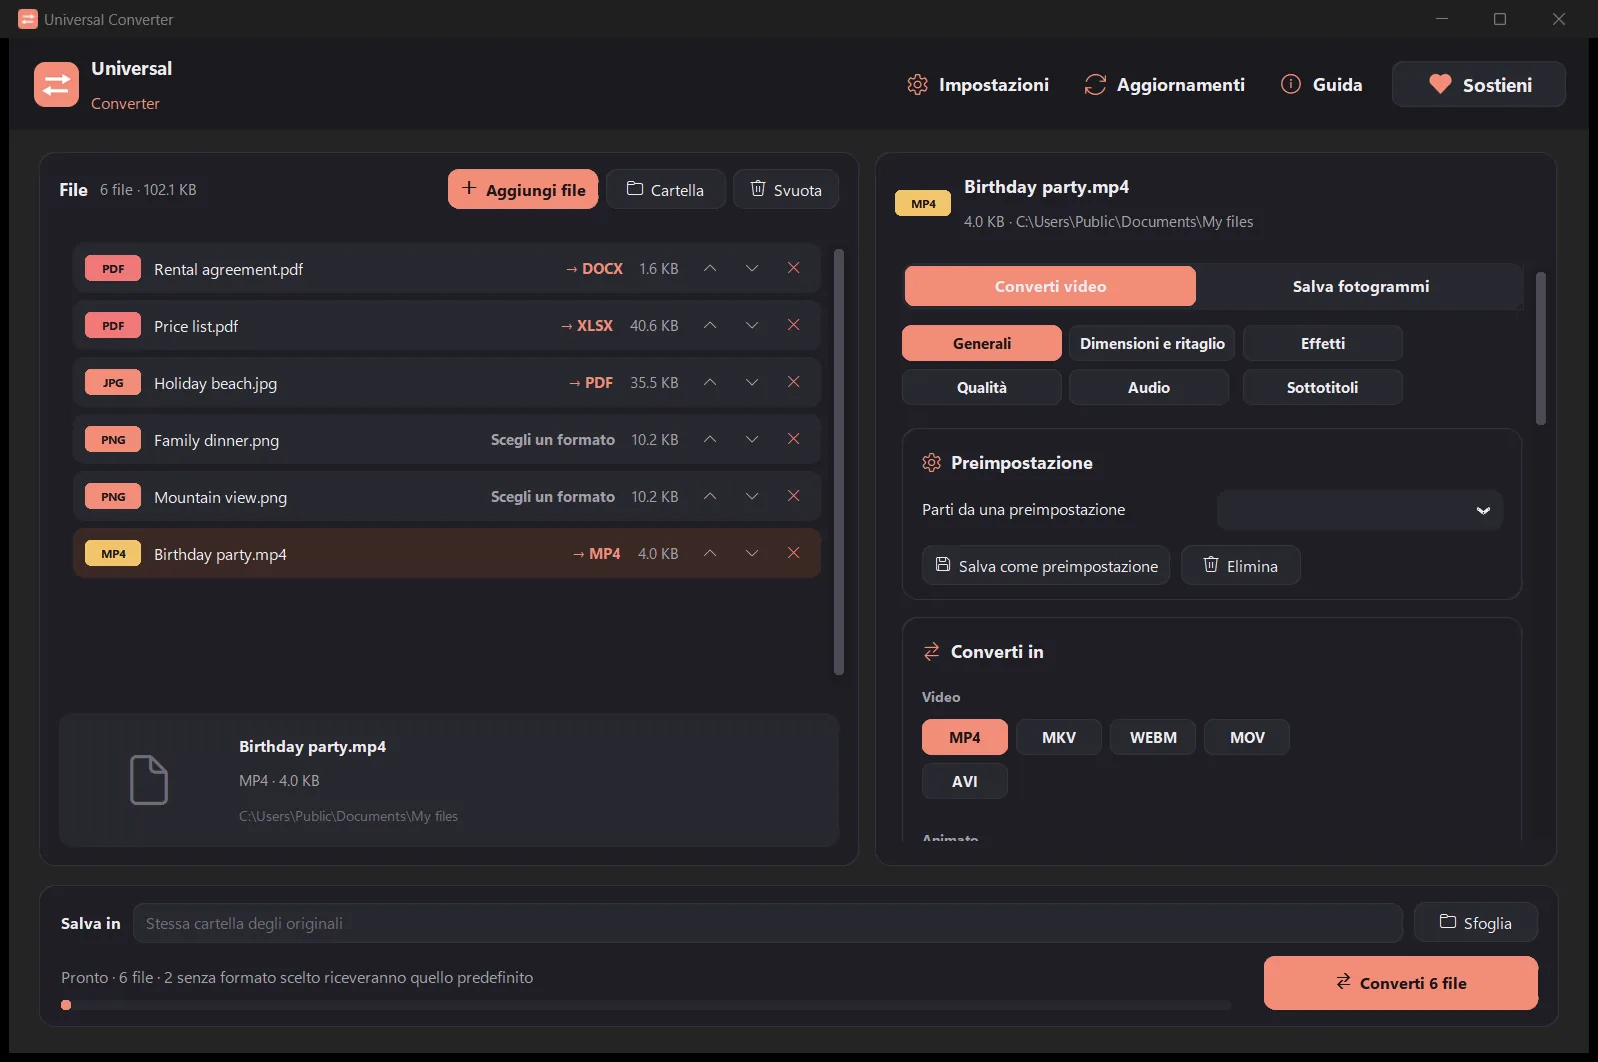 Universal Converter
Universal
Converter
Impostazioni
Aggiornamenti
Guida
Sostieni
File 6 file · 102.1 KB
Aggiungi file
Cartella
Svuota
PDF Rental agreement.pdf → DOCX 1.6 KB
PDF Price list.pdf → XLSX 40.6 KB
JPG Holiday beach.jpg → PDF 35.5 KB
PNG Family dinner.png Scegli un formato 10.2 KB
PNG Mountain view.png Scegli un formato 10.2 KB
MP4 Birthday party.mp4 → MP4 4.0 KB
Birthday party.mp4
MP4 · 4.0 KB
C:\Users\Public\Documents\My files
MP4
Birthday party.mp4
4.0 KB · C:\Users\Public\Documents\My files
Converti video
Salva fotogrammi
Generali
Dimensioni e ritaglio
Effetti
Qualità
Audio
Sottotitoli
Preimpostazione
Parti da una preimpostazione
Salva come preimpostazione
Elimina
Converti in
Video
MP4
MKV
WEBM
MOV
AVI
Animato
Salva in
Stessa cartella degli originali
Sfoglia
Pronto · 6 file · 2 senza formato scelto riceveranno quello predefinito
Converti 6 file